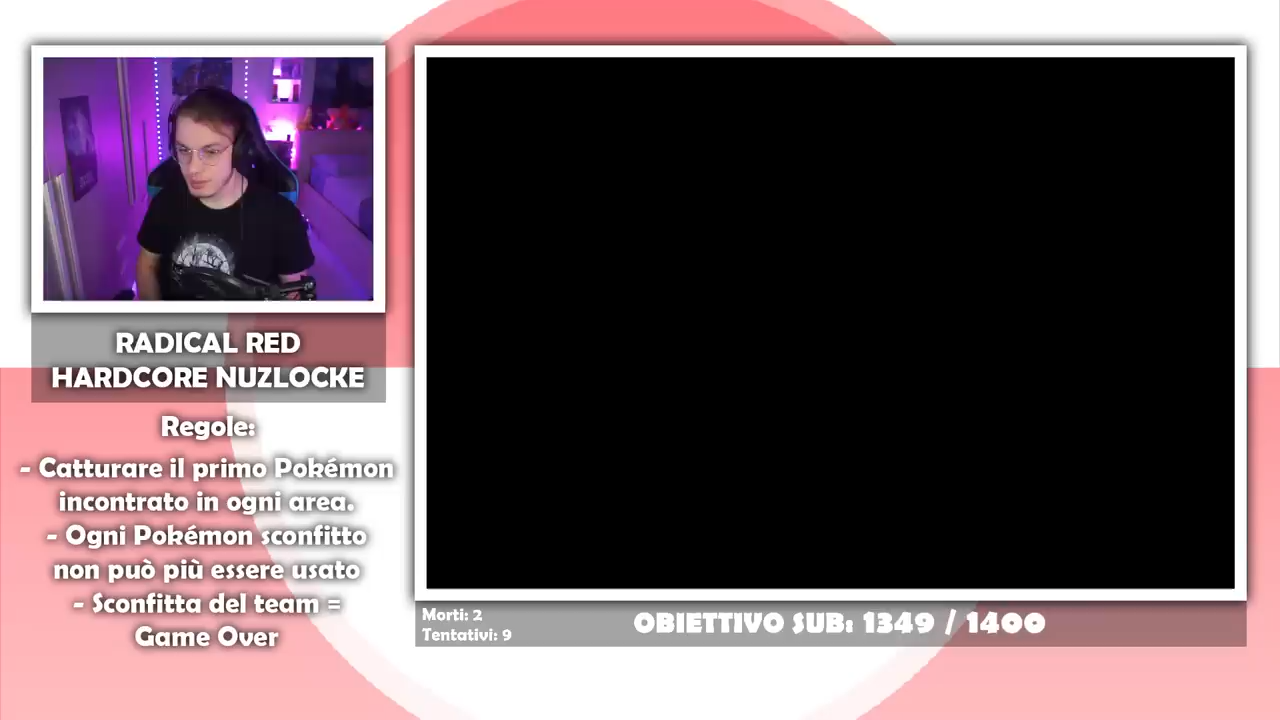 RADICAL RED
HARDCORE NUZLOCKE
Regole:
- Catturare il primo Pokémon
incontrato in ogni area.
- Ogni Pokémon sconfitto
non può più essere usato
- Sconfitta del team =
Game Over
Morti: 2
Tentativi: 9
OBIETTIVO SUB: 1349 / 1400